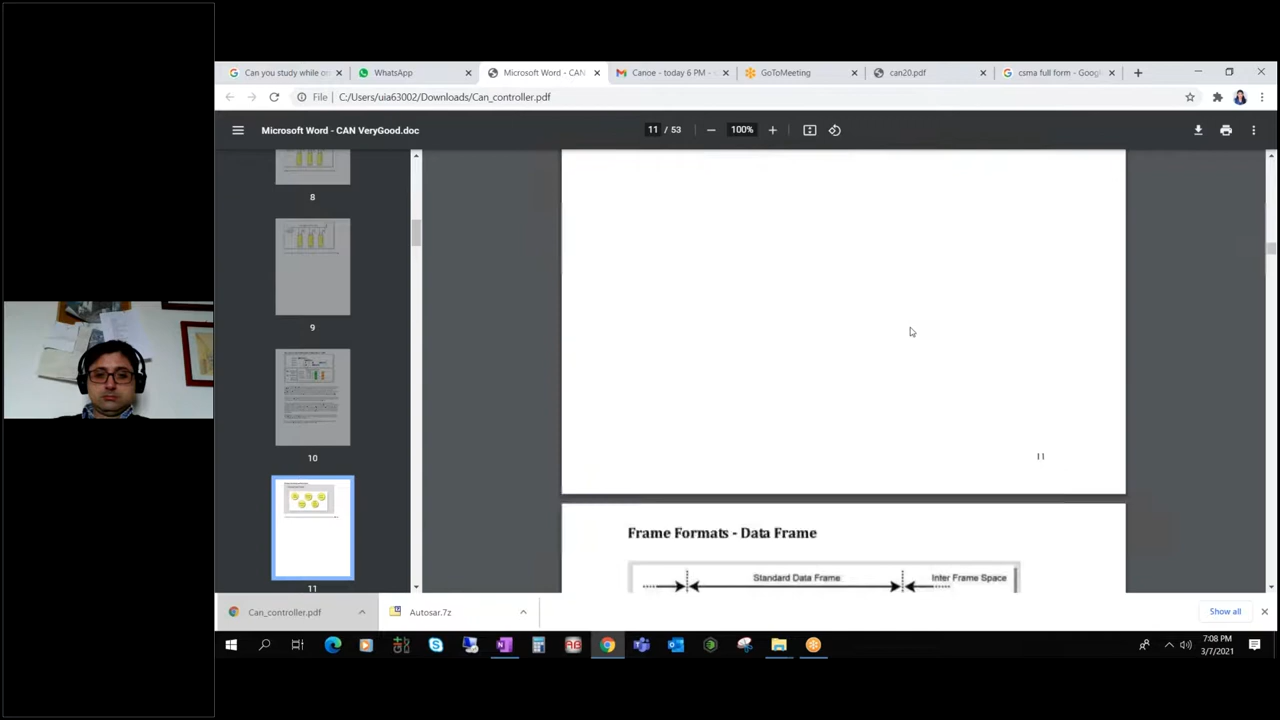 Can you study while on
WhatsApp
Microsoft Word - CAN
Canoe - today 6 PM -
GoToMeeting
can20.pdf
csma full form - Google
File
C:/Users/uia63002/Downloads/Can_controller.pdf
Microsoft Word - CAN VeryGood.doc
11 / 53
100%
8
9
10
11
11
Frame Formats - Data Frame
Standard Data Frame
Inter Frame Space
Can_controller.pdf
Autosar.7z
Show all
7:08 PM
3/7/2021